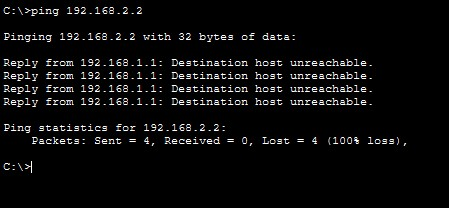 C:\>ping 192.168.2.2
Pinging 192.168.2.2 with 32 bytes of data:
Reply from 192.168.1.1: Destination host unreachable.
Reply from 192.168.1.1: Destination host unreachable.
Reply from 192.168.1.1: Destination host unreachable.
Reply from 192.168.1.1: Destination host unreachable.
Ping statistics for 192.168.2.2:
    Packets: Sent = 4, Received = 0, Lost = 4 (100% loss),
C:\>